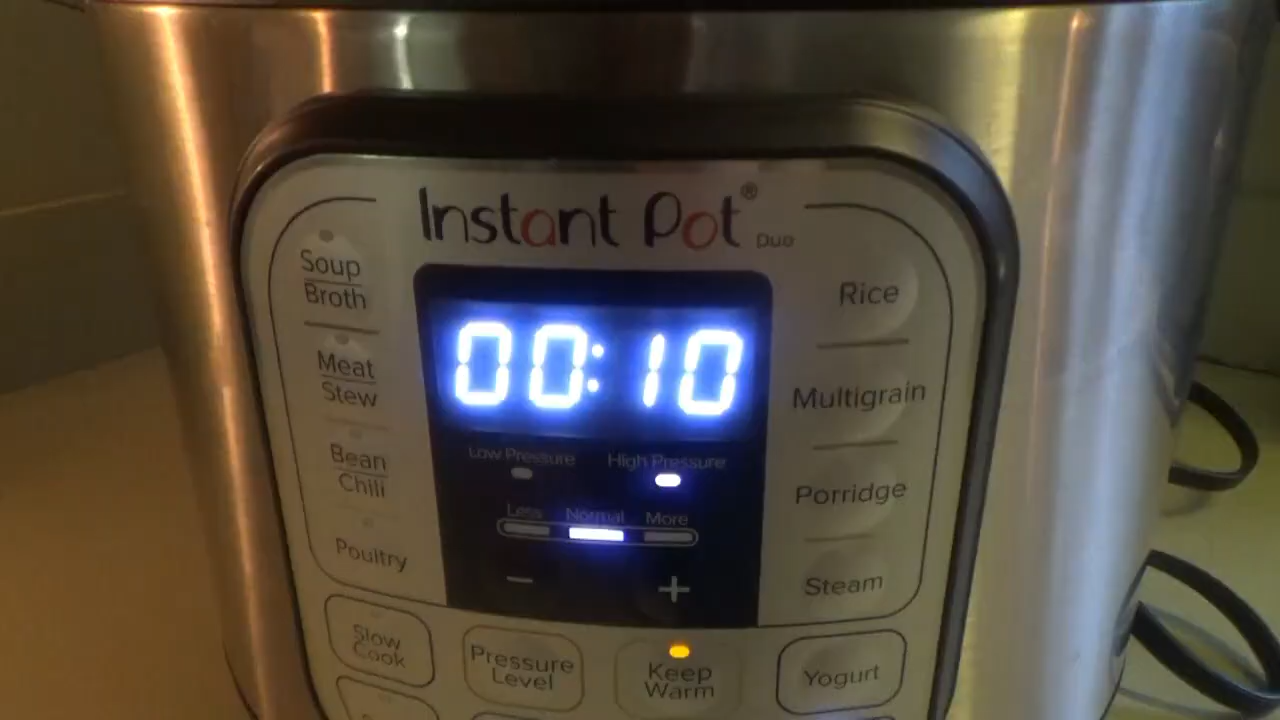 Instant Pot® Duo
Soup
Broth
Meat
Stew
Bean
Chili
Poultry
00:10
Low Pressure High Pressure
Less Normal More
− +
Rice
Multigrain
Porridge
Steam
Slow
Cook
Pressure
Level
Keep
Warm
Yogurt